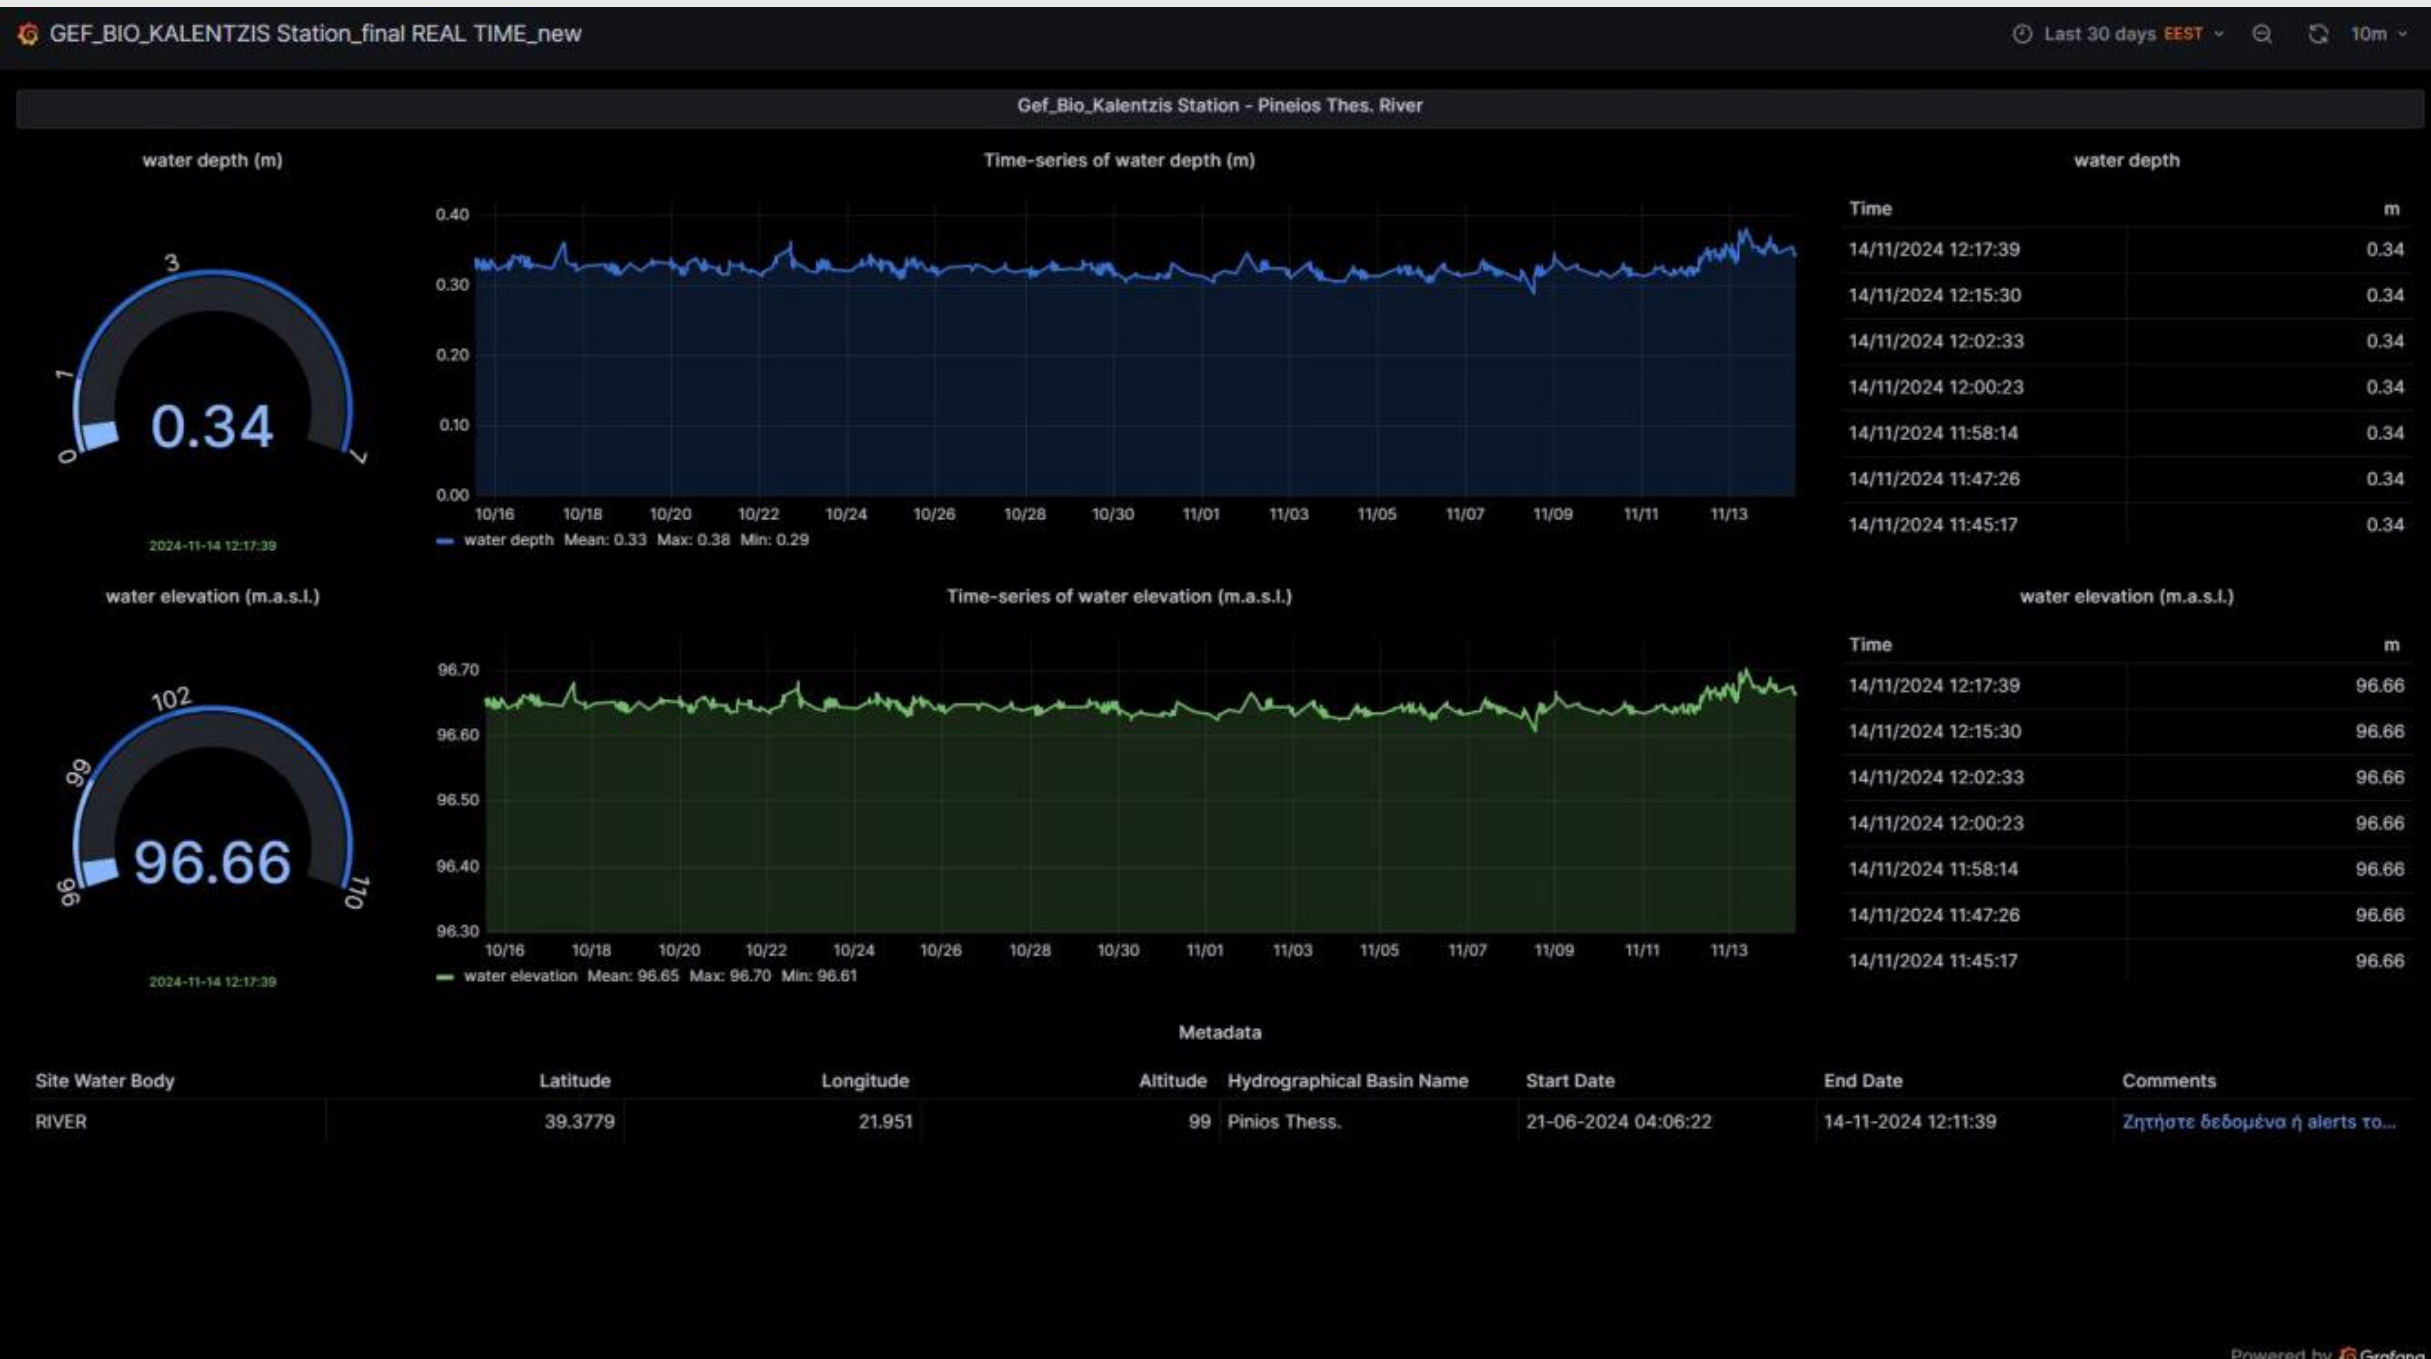 GEF_BIO_KALENTZIS Station_final REAL TIME_new
Last 30 days EEST
10m
Gef_Bio_Kalentzis Station - Pineios Thes. River
water depth (m)
0
1
3
7
0.34
2024-11-14 12:17:39
Time-series of water depth (m)
0.40
0.30
0.20
0.10
0.00
10/16 10/18 10/20 10/22 10/24 10/26 10/28 10/30 11/01 11/03 11/05 11/07 11/09 11/11 11/13
water depth Mean: 0.33 Max: 0.38 Min: 0.29
water depth
Time m
14/11/2024 12:17:39 0.34
14/11/2024 12:15:30 0.34
14/11/2024 12:02:33 0.34
14/11/2024 12:00:23 0.34
14/11/2024 11:58:14 0.34
14/11/2024 11:47:26 0.34
14/11/2024 11:45:17 0.34
water elevation (m.a.s.l.)
96
99
102
110
96.66
2024-11-14 12:17:39
Time-series of water elevation (m.a.s.l.)
96.70
96.60
96.50
96.40
96.30
10/16 10/18 10/20 10/22 10/24 10/26 10/28 10/30 11/01 11/03 11/05 11/07 11/09 11/11 11/13
water elevation Mean: 96.65 Max: 96.70 Min: 96.61
water elevation (m.a.s.l.)
Time m
14/11/2024 12:17:39 96.66
14/11/2024 12:15:30 96.66
14/11/2024 12:02:33 96.66
14/11/2024 12:00:23 96.66
14/11/2024 11:58:14 96.66
14/11/2024 11:47:26 96.66
14/11/2024 11:45:17 96.66
Metadata
Site Water Body Latitude Longitude Altitude Hydrographical Basin Name Start Date End Date Comments
RIVER 39.3779 21.951 99 Pinios Thess. 21-06-2024 04:06:22 14-11-2024 12:11:39 Ζητήστε δεδομένα ή alerts το...
Powered by Grafana